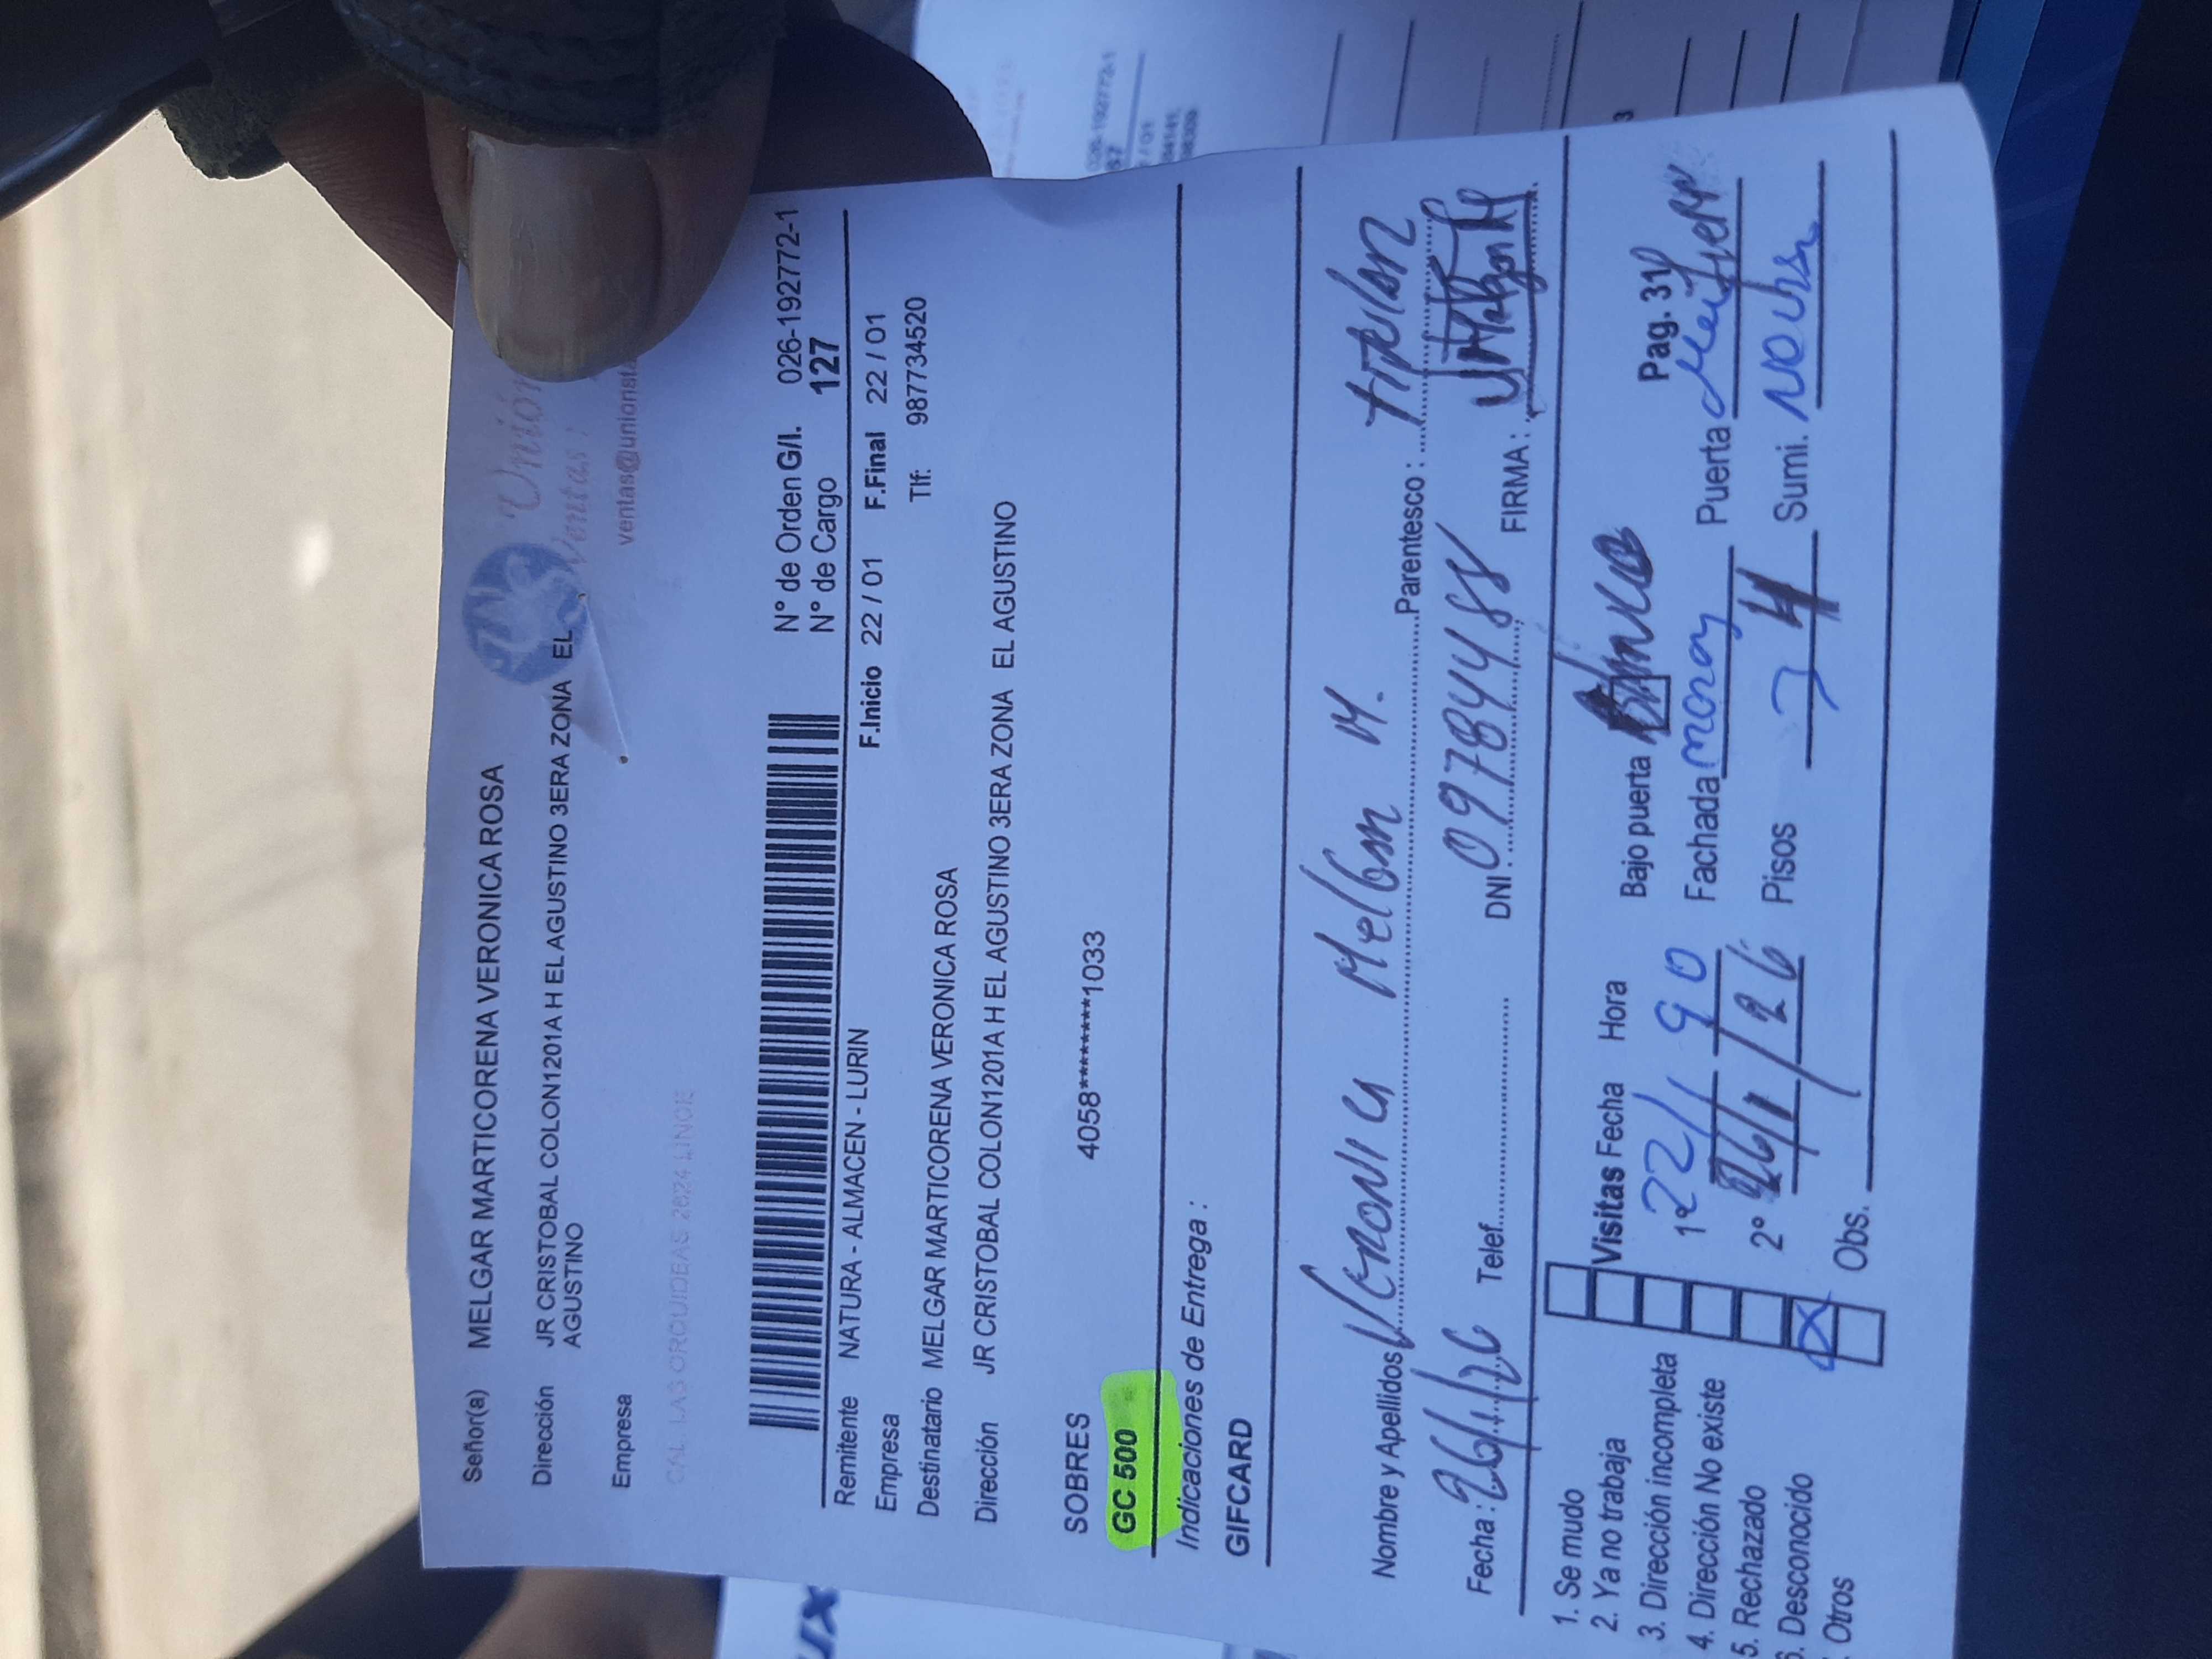 Señor(a) MELGAR MARTICORENA VERONICA ROSA
Dirección JR CRISTOBAL COLON1201A H EL AGUSTINO 3ERA ZONA EL
AGUSTINO
Empresa
Unión
Ventas:
ventas@unionsta
N° de Orden G/I. 026-192772-1
N° de Cargo 127
Remitente NATURA - ALMACEN - LURIN F.Inicio 22 / 01 F.Final 22 / 01
Empresa Tlf: 987734520
Destinatario MELGAR MARTICORENA VERONICA ROSA
Dirección JR CRISTOBAL COLON1201A H EL AGUSTINO 3ERA ZONA EL AGUSTINO
SOBRES 4058********1033
GC 500
Indicaciones de Entrega :
GIFCARD
Nombre y Apellidos Veronica Melgar M. Parentesco : titular
Fecha : 26/1/26 Telef. DNI 09784488 FIRMA :
1. Se mudo
2. Ya no trabaja
3. Dirección incompleta
4. Dirección No existe
5. Rechazado
6. Desconocido
Otros
Visitas Fecha Hora Bajo puerta Pag. 31
1° 22/1 90 Fachada Puerta
2° 26/1/26 Pisos 4 Sumi.
Obs.